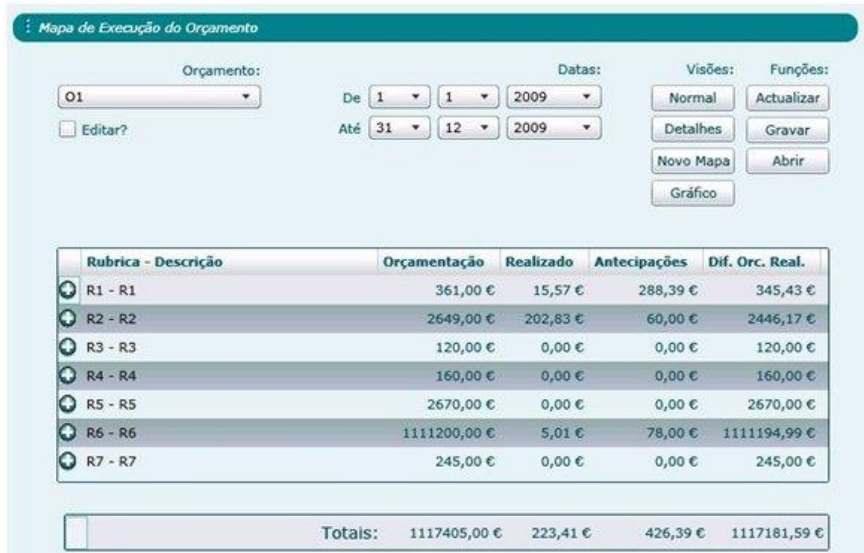 Mapa de Execução do Orçamento
Orçamento: Datas: Visões: Funções:
O1 De 1 1 2009 Normal Actualizar
Editar? Até 31 12 2009 Detalhes Gravar
Novo Mapa Abrir
Gráfico
Rubrica - Descrição Orçamentação Realizado Antecipações Dif. Orc. Real.
R1 - R1 361,00 € 15,57 € 288,39 € 345,43 €
R2 - R2 2649,00 € 202,83 € 60,00 € 2446,17 €
R3 - R3 120,00 € 0,00 € 0,00 € 120,00 €
R4 - R4 160,00 € 0,00 € 0,00 € 160,00 €
R5 - R5 2670,00 € 0,00 € 0,00 € 2670,00 €
R6 - R6 1111200,00 € 5,01 € 78,00 € 1111194,99 €
R7 - R7 245,00 € 0,00 € 0,00 € 245,00 €
Totais: 1117405,00 € 223,41 € 426,39 € 1117181,59 €